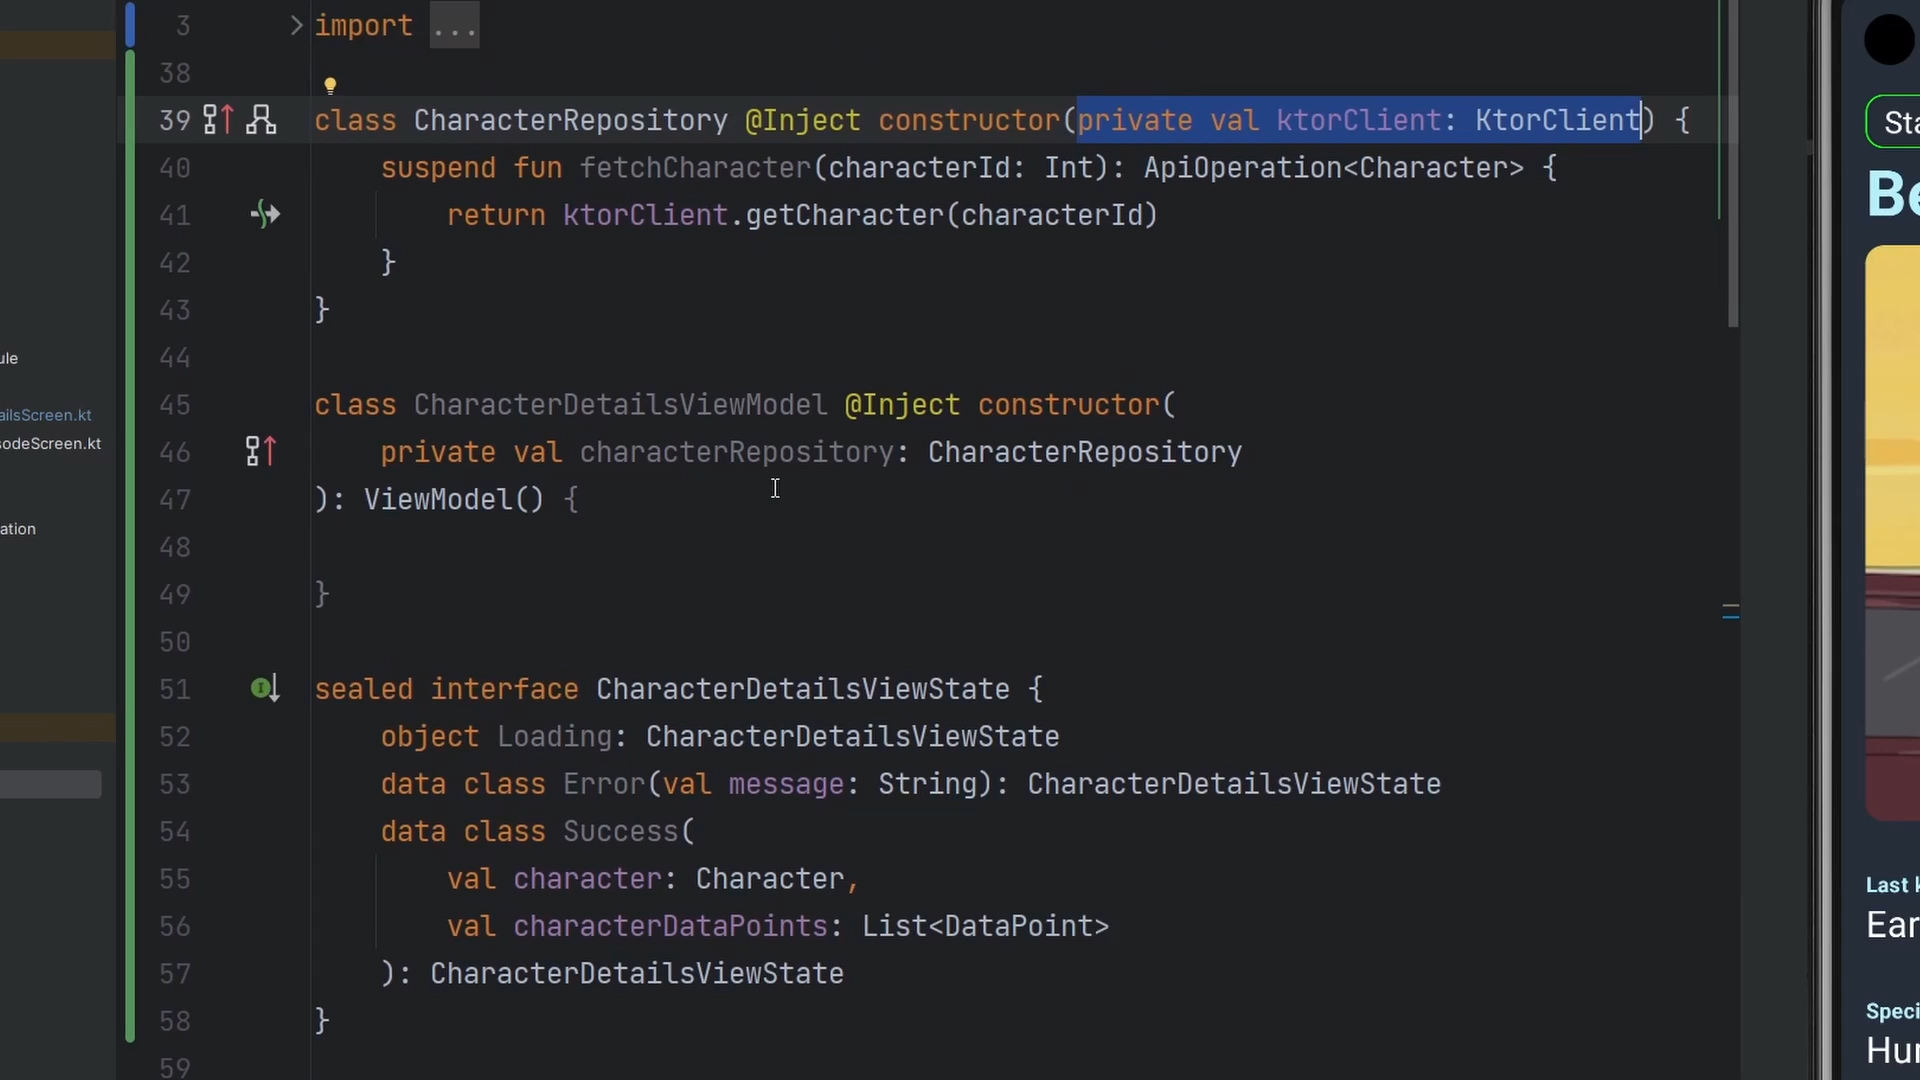 3 import ...
38
39 class CharacterRepository @Inject constructor(private val ktorClient: KtorClient) {
40 suspend fun fetchCharacter(characterId: Int): ApiOperation<Character> {
41 return ktorClient.getCharacter(characterId)
42 }
43 }
44
45 class CharacterDetailsViewModel @Inject constructor(
46 private val characterRepository: CharacterRepository
47 ): ViewModel() {
48
49 }
50
51 sealed interface CharacterDetailsViewState {
52 object Loading: CharacterDetailsViewState
53 data class Error(val message: String): CharacterDetailsViewState
54 data class Success(
55 val character: Character,
56 val characterDataPoints: List<DataPoint>
57 ): CharacterDetailsViewState
58 }
59
ule
ailsScreen.kt
sodeScreen.kt
ation
Sta
Be
Last k
Ear
Speci
Hur